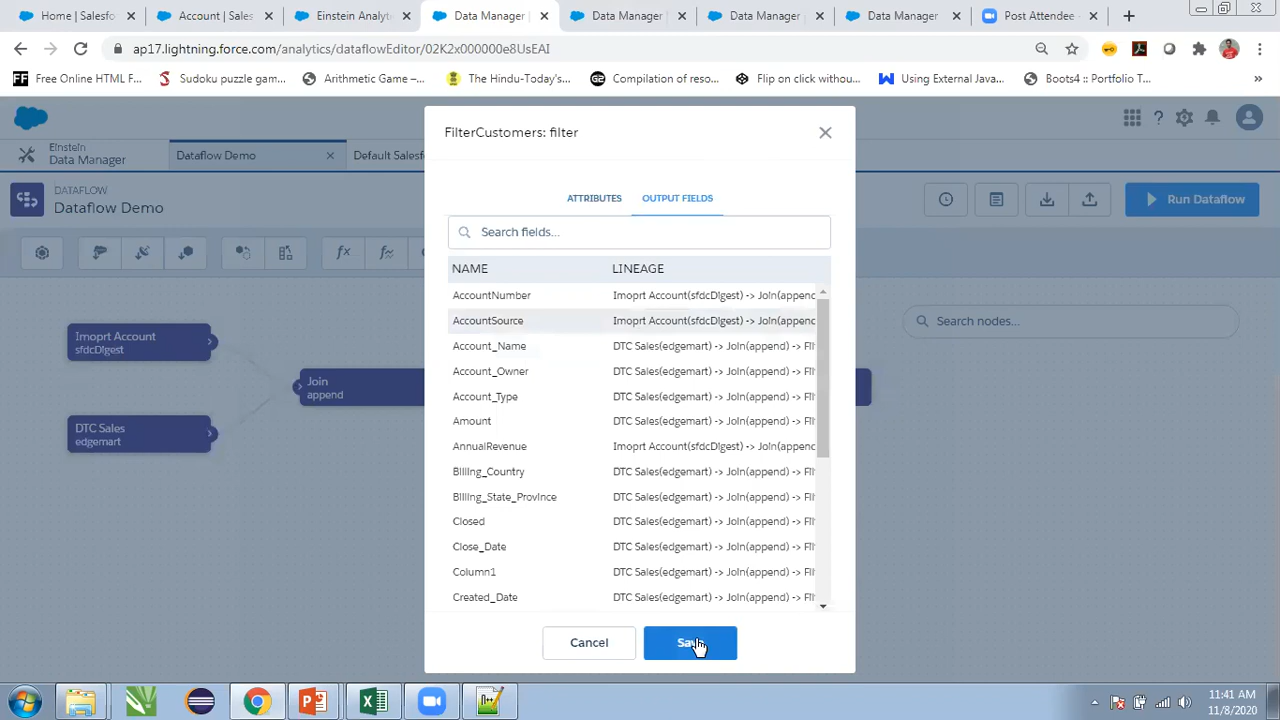 Home | Salesfo
Account | Sales
Einstein Analyt
Data Manager
Data Manager
Data Manager
Data Manager
Post Attendee -
ap17.lightning.force.com/analytics/dataflowEditor/02K2x000000e8UsEAI
Free Online HTML F...
Sudoku puzzle gam...
Arithmetic Game –...
The Hindu-Today's...
Compilation of reso...
Flip on click withou...
Using External Java...
Boots4 :: Portfolio T...
»
Einstein
Data Manager
Dataflow Demo
Default Salesf
DATAFLOW
Dataflow Demo
Run Dataflow
Search nodes...
Imoprt Account
sfdcDigest
DTC Sales
edgemart
Join
append
FilterCustomers: filter
ATTRIBUTES
OUTPUT FIELDS
Search fields...
NAME LINEAGE
AccountNumber Imoprt Account(sfdcDigest) -> Join(appenc
AccountSource Imoprt Account(sfdcDigest) -> Join(appenc
Account_Name DTC Sales(edgemart) -> Join(append) -> Fil
Account_Owner DTC Sales(edgemart) -> Join(append) -> Fil
Account_Type DTC Sales(edgemart) -> Join(append) -> Fil
Amount DTC Sales(edgemart) -> Join(append) -> Fil
AnnualRevenue Imoprt Account(sfdcDigest) -> Join(appenc
Billing_Country DTC Sales(edgemart) -> Join(append) -> Fil
Billing_State_Province DTC Sales(edgemart) -> Join(append) -> Fil
Closed DTC Sales(edgemart) -> Join(append) -> Fil
Close_Date DTC Sales(edgemart) -> Join(append) -> Fil
Column1 DTC Sales(edgemart) -> Join(append) -> Fil
Created_Date DTC Sales(edgemart) -> Join(append) -> Fil
Cancel
Save
11:41 AM
11/8/2020